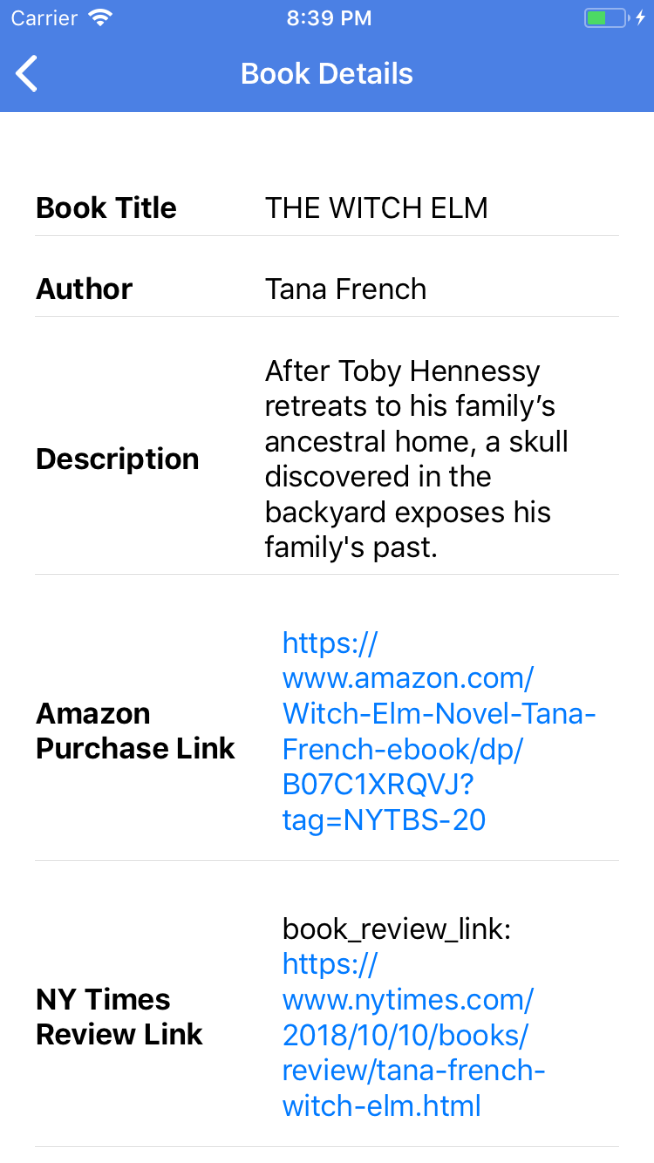 Carrier 8:39 PM
Book Details
Book Title THE WITCH ELM
Author Tana French
Description
After Toby Hennessy
retreats to his family’s
ancestral home, a skull
discovered in the
backyard exposes his
family's past.
Amazon
Purchase Link
https://
www.amazon.com/
Witch-Elm-Novel-Tana-
French-ebook/dp/
B07C1XRQVJ?
tag=NYTBS-20
NY Times
Review Link
book_review_link:
https://
www.nytimes.com/
2018/10/10/books/
review/tana-french-
witch-elm.html